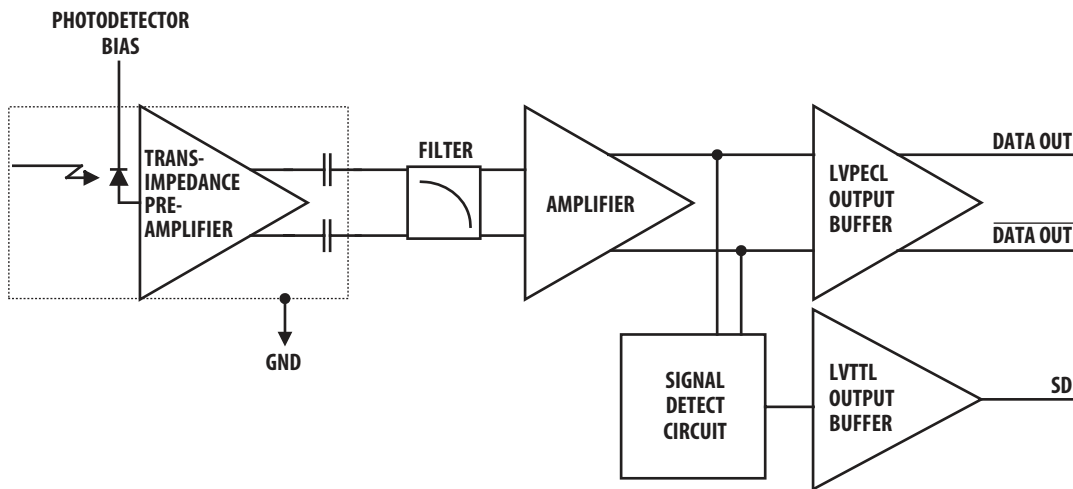 PHOTODETECTOR
BIAS
TRANS-
IMPEDANCE
PRE-
AMPLIFIER
GND
FILTER
AMPLIFIER
LVPECL
OUTPUT
BUFFER
DATA OUT
DATA OUT
SIGNAL
DETECT
CIRCUIT
LVTTL
OUTPUT
BUFFER
SD